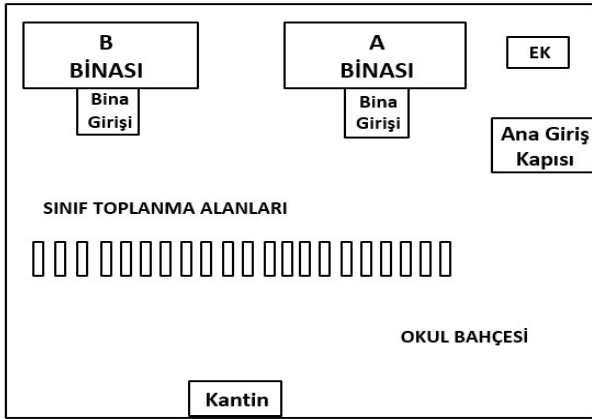 B
BİNASI
A
BİNASI
EK
Bina
Girişi
Bina
Girişi
Ana Giriş
Kapısı
SINIF TOPLANMA ALANLARI
OKUL BAHÇESİ
Kantin